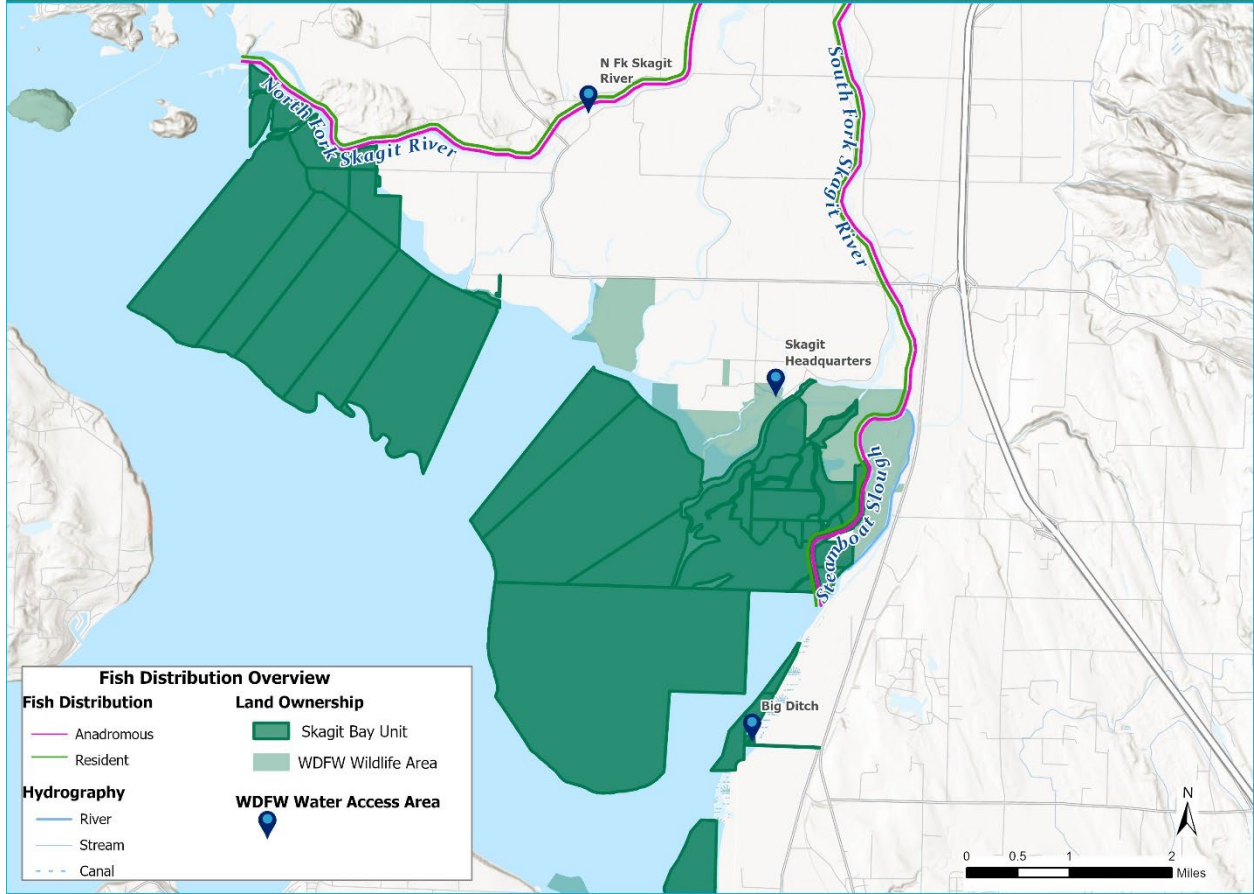 N Fk Skagit
River
North Fork
Skagit River
South Fork Skagit River
Skagit
Headquarters
Steamboat Slough
Big Ditch
Fish Distribution Overview
Fish Distribution
Anadromous
Resident
Hydrography
River
Stream
Canal
Land Ownership
Skagit Bay Unit
WDFW Wildlife Area
WDFW Water Access Area
N
0 0.5 1 2
Miles